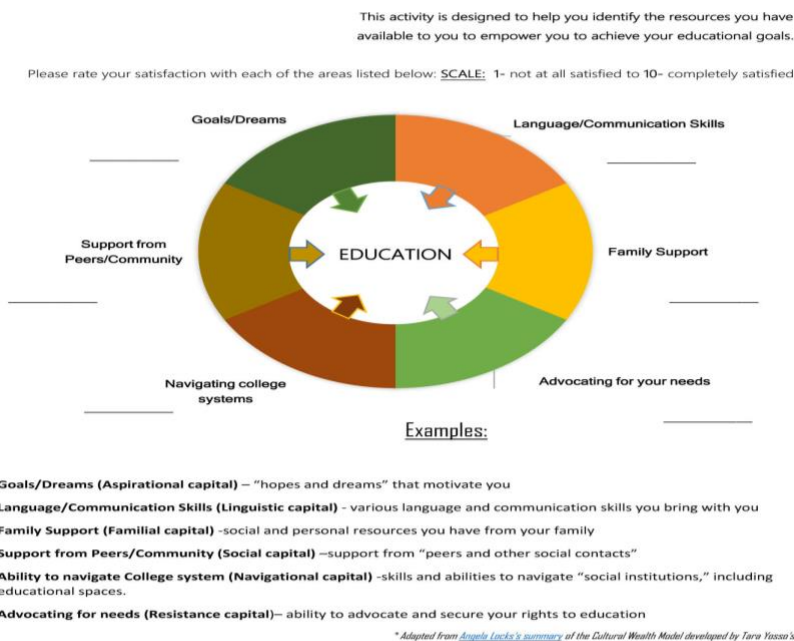 This activity is designed to help you identify the resources you have
available to you to empower you to achieve your educational goals.
Please rate your satisfaction with each of the areas listed below: SCALE: 1- not at all satisfied to 10- completely satisfied
Goals/Dreams
Language/Communication Skills
Support from
Peers/Community
EDUCATION
Family Support
Navigating college
systems
Advocating for your needs
Examples:
Goals/Dreams (Aspirational capital) – “hopes and dreams” that motivate you
Language/Communication Skills (Linguistic capital) - various language and communication skills you bring with you
Family Support (Familial capital) -social and personal resources you have from your family
Support from Peers/Community (Social capital) –support from “peers and other social contacts”
Ability to navigate College system (Navigational capital) -skills and abilities to navigate “social institutions,” including
educational spaces.
Advocating for needs (Resistance capital)– ability to advocate and secure your rights to education
* Adapted from Angela Locks's summary of the Cultural Wealth Model developed by Tara Yosso's